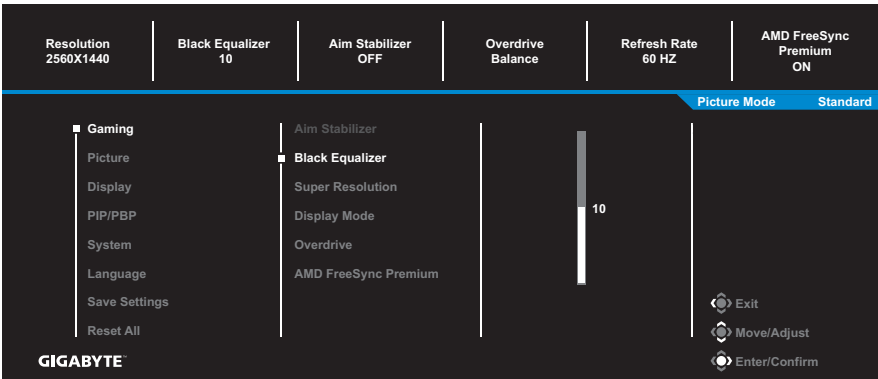 Resolution
2560X1440
Black Equalizer
10
Aim Stabilizer
OFF
Overdrive
Balance
Refresh Rate
60 HZ
AMD FreeSync
Premium
ON
Picture Mode Standard
Gaming
Picture
Display
PIP/PBP
System
Language
Save Settings
Reset All
Aim Stabilizer
Black Equalizer
Super Resolution
Display Mode
Overdrive
AMD FreeSync Premium
10
Exit
Move/Adjust
Enter/Confirm
GIGABYTE™